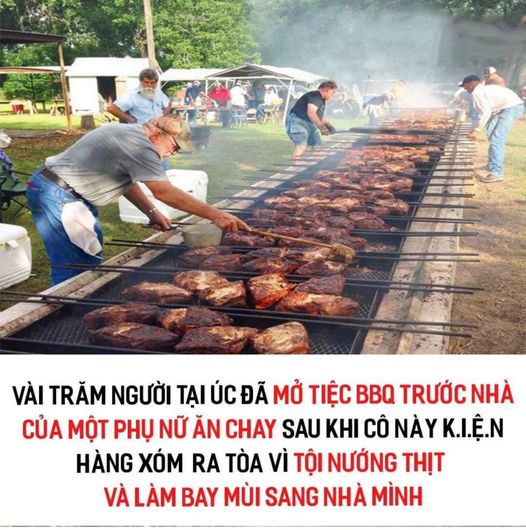 VÀI TRĂM NGƯỜI TẠI ÚC ĐÃ MỞ TIỆC BBQ TRƯỚC NHÀ
CỦA MỘT PHỤ NỮ ĂN CHAY SAU KHI CÔ NÀY K.I.Ệ.N
HÀNG XÓM RA TÒA VÌ TỘI NƯỚNG THỊT
VÀ LÀM BAY MÙI SANG NHÀ MÌNH